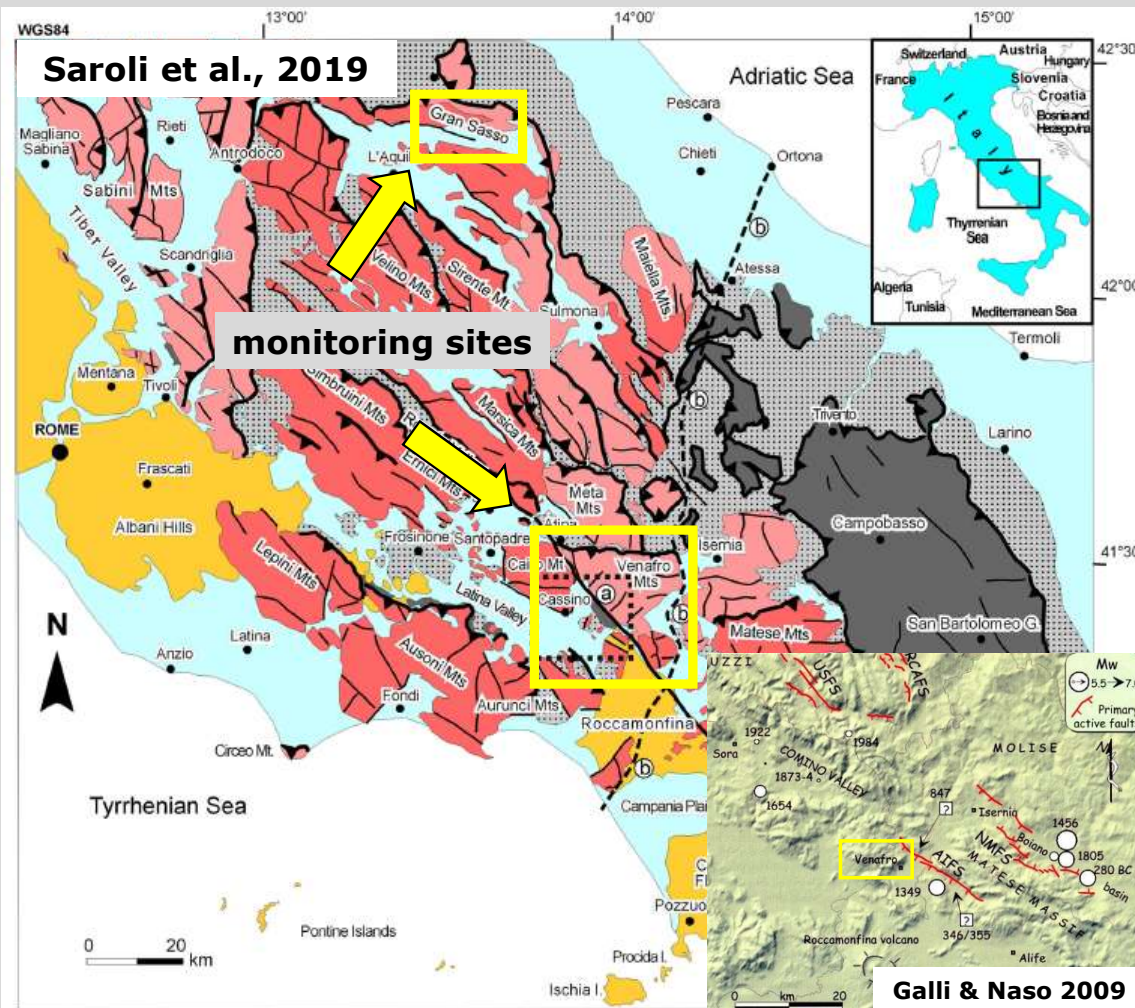 13°00'
14°00'
15°00'
WGS84
42°30
Saroli et al., 2019
Adriatic Sea
Switzerland
Austria
Hungary
France
Slovenia
Croatia
Bosnia and
Herzegovina
Italy
Thyrrenian
Sea
Algeria
Tunisia
Mediterranean Sea
Pescara
Chieti
Ortona
Gran Sasso
Magliano
Sabina
Rieti
Antrodoco
L'Aquil
Sabini Mts
Tiber Valley
Scandriglia
Velino Mts.
Sirente Mt.
Maiella Mts.
Atessa
b
42°00
Sulmona
Termoli
monitoring sites
Mentana
Tivoli
Simbruini Mts
Marsica Mts
b
Trivento
Larino
ROME
Frascati
Ernici Mts.
Albani Hills
Meta
Mts
Campobasso
Atina
Frosinone
Santopadre
Isernia
41°30
Lepini Mts
Cairo Mt.
Venafro
Mts
Latina Valley
Cassino
a
b
N
Latina
Matese Mts
San Bartolomeo G.
Anzio
Ausoni Mts
Fondi
Aurunci Mts.
Roccamonfina
Circeo Mt.
b
Tyrrhenian Sea
Campania Plai
Pozzuo
Pontine Islands
0 20
km
Procida I.
Ischia I.
UZZI
USFS
RCAFS
Mw
5.5 7.0
Primary
active fault
N
1922
1984
MOLISE
Sora
COMINO VALLEY
1873-A
1654
847
?
Isernia
1456
Boiano
1805
NMFS
280 BC
Venafro
AIFS
MATESE MASSIF
basin
1349
?
346/355
Roccamonfina volcano
Alife
0 km 20
Galli & Naso 2009